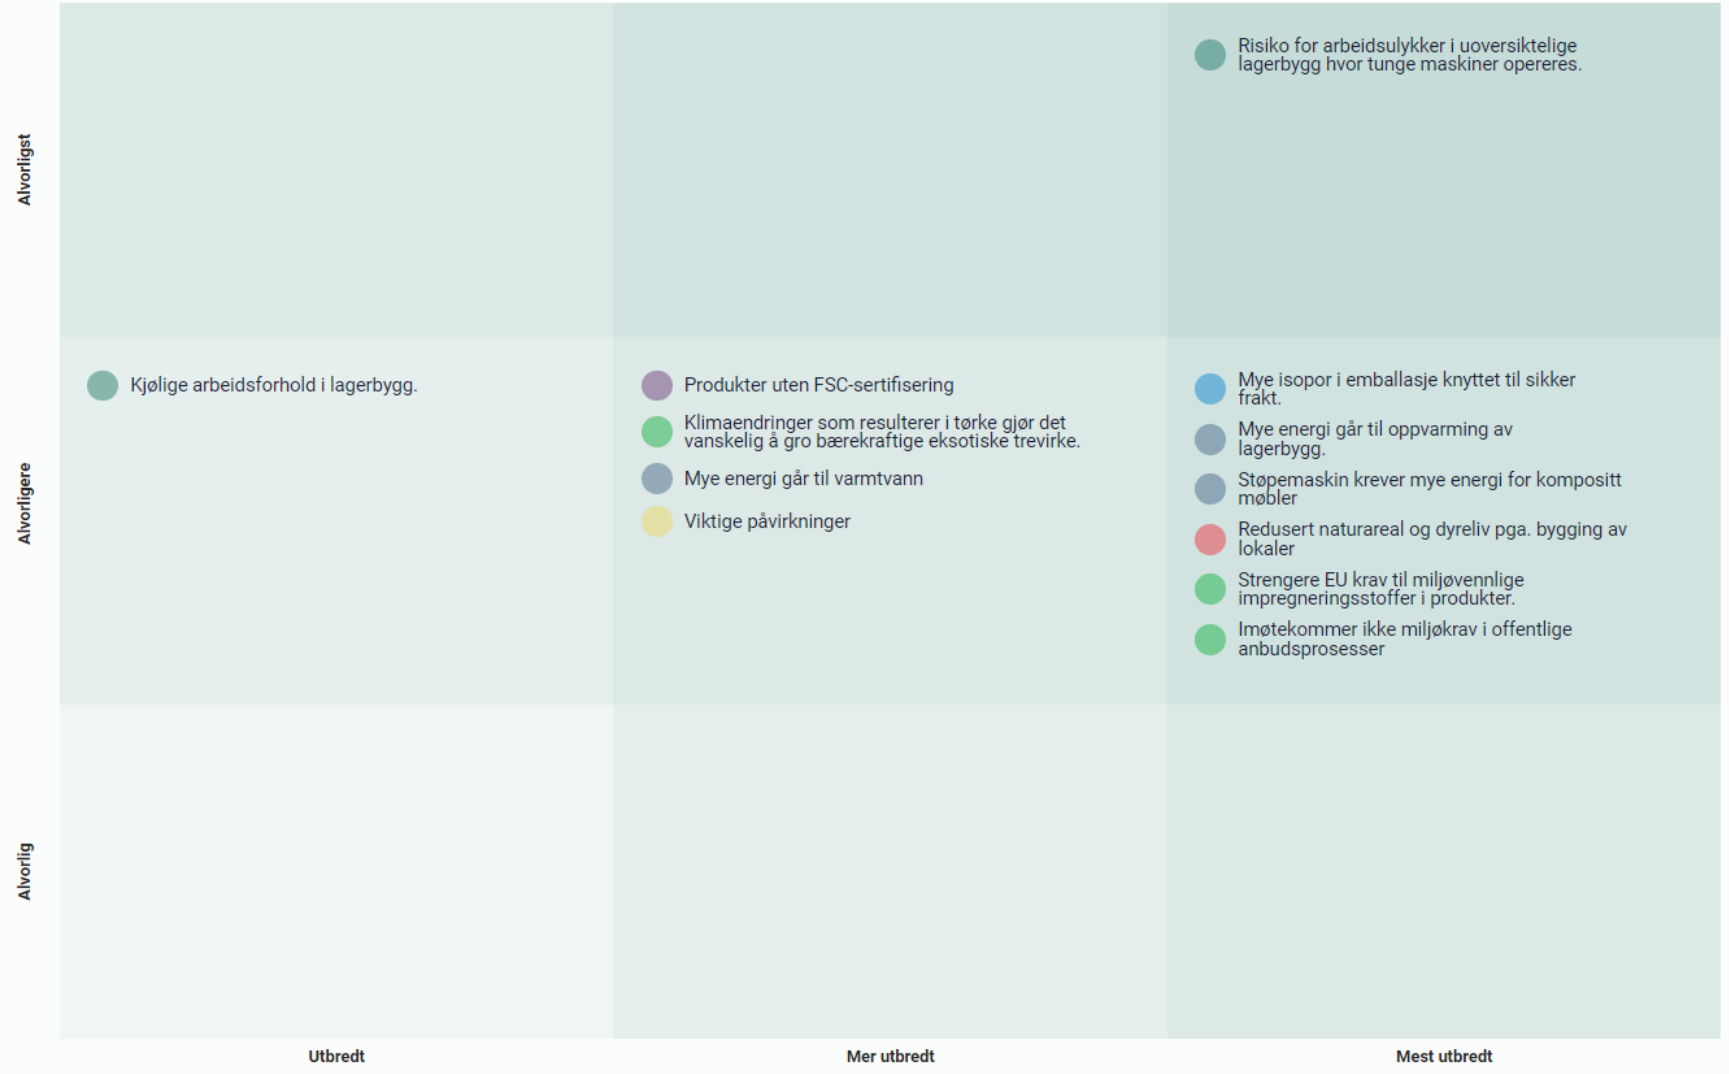 Alvorligst
Risiko for arbeidsulykker i uoversiktelige
lagerbygg hvor tunge maskiner opereres.
Alvorligere
Kjølige arbeidsforhold i lagerbygg.
Produkter uten FSC-sertifisering
Klimaendringer som resulterer i tørke gjør det
vanskelig å gro bærekraftige eksotiske trevirke.
Mye energi går til varmtvann
Viktige påvirkninger
Mye isopor i emballasje knyttet til sikker
frakt.
Mye energi går til oppvarming av
lagerbygg.
Støpemaskin krever mye energi for kompositt
møbler
Redusert naturareal og dyreliv pga. bygging av
lokaler
Strengere EU krav til miljøvennlige
impregneringsstoffer i produkter.
Imøtekommer ikke miljøkrav i offentlige
anbudsprosesser
Alvorlig
Utbredt
Mer utbredt
Mest utbredt